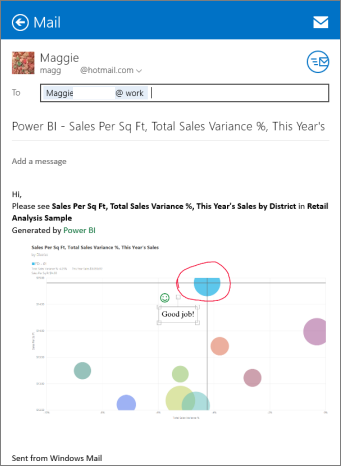 Mail
Maggie
magg @hotmail.com
To Maggie @ work
Power BI - Sales Per Sq Ft, Total Sales Variance %, This Year's
Add a message
Hi,
Please see Sales Per Sq Ft, Total Sales Variance %, This Year's Sales by District in Retail
Analysis Sample
Generated by Power BI
Sales Per Sq Ft, Total Sales Variance %, This Year's Sales
Good job!
Sent from Windows Mail